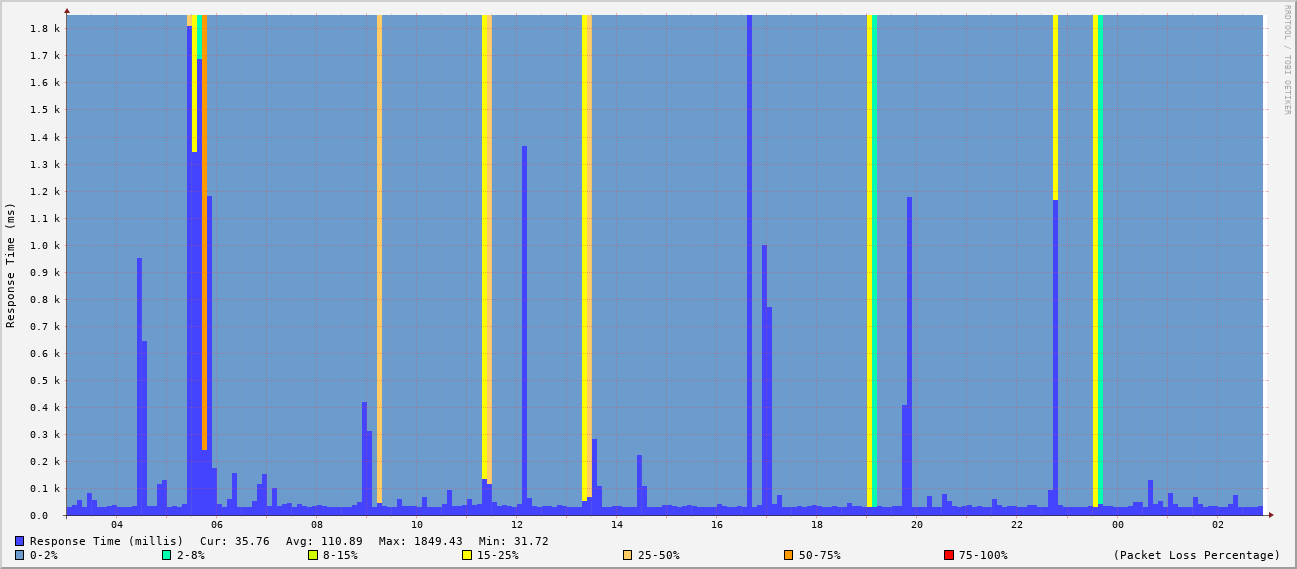 RRDTOOL / TOBI OETIKER
Response Time (ms)
1.8 k
1.7 k
1.6 k
1.5 k
1.4 k
1.3 k
1.2 k
1.1 k
1.0 k
0.9 k
0.8 k
0.7 k
0.6 k
0.5 k
0.4 k
0.3 k
0.2 k
0.1 k
0.0
04 06 08 10 12 14 16 18 20 22 00 02
Response Time (millis) Cur: 35.76 Avg: 110.89 Max: 1849.43 Min: 31.72
0-2% 2-8% 8-15% 15-25% 25-50% 50-75% 75-100% (Packet Loss Percentage)